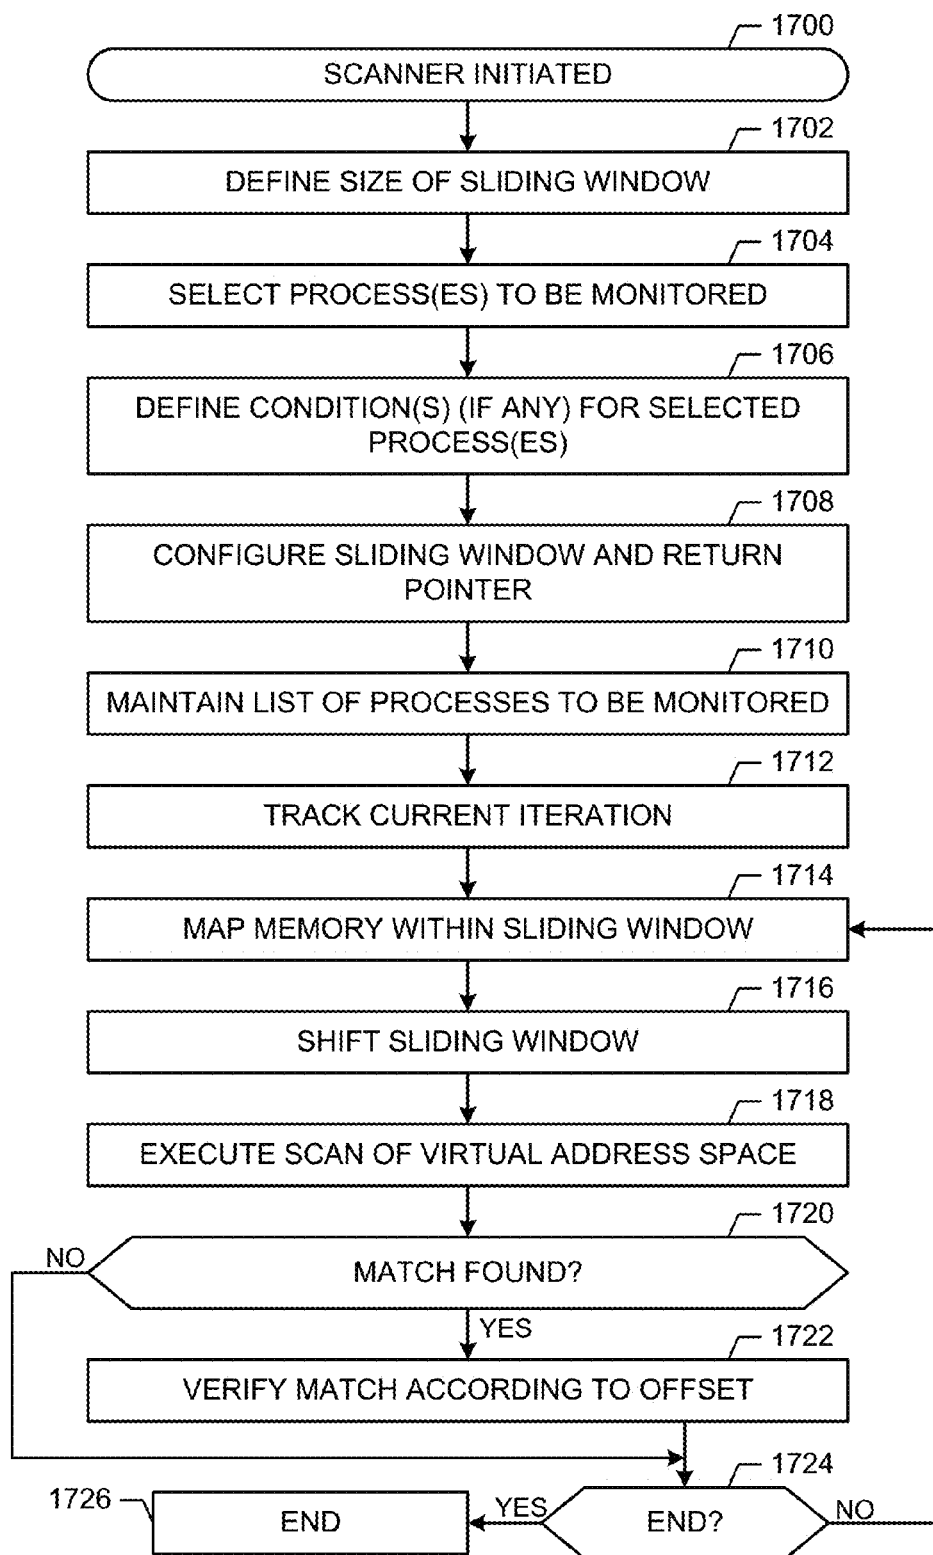 1700
SCANNER INITIATED
1702
DEFINE SIZE OF SLIDING WINDOW
1704
SELECT PROCESS(ES) TO BE MONITORED
1706
DEFINE CONDITION(S) (IF ANY) FOR SELECTED
PROCESS(ES)
1708
CONFIGURE SLIDING WINDOW AND RETURN
POINTER
1710
MAINTAIN LIST OF PROCESSES TO BE MONITORED
1712
TRACK CURRENT ITERATION
1714
MAP MEMORY WITHIN SLIDING WINDOW
1716
SHIFT SLIDING WINDOW
1718
EXECUTE SCAN OF VIRTUAL ADDRESS SPACE
1720
NO
MATCH FOUND?
YES
1722
VERIFY MATCH ACCORDING TO OFFSET
1724
1726
END
YES
END?
NO